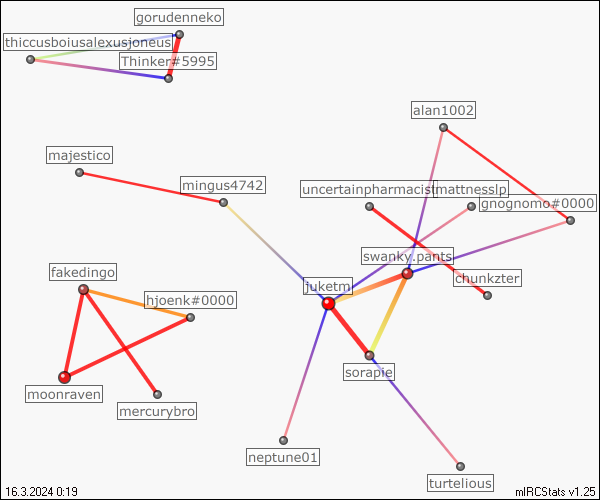 gorudenneko
thiccusboiusalexusjoneus
Thinker#5995
alan1002
majestico
mingus4742
uncertainpharmacist
mattnesslp
gnognomo#0000
swanky.pants
fakedingo
chunkzter
juketm
hjoenk#0000
sorapie
moonraven
mercurybro
neptune01
turtelious
16.3.2024 0:19
mIRCStats v1.25